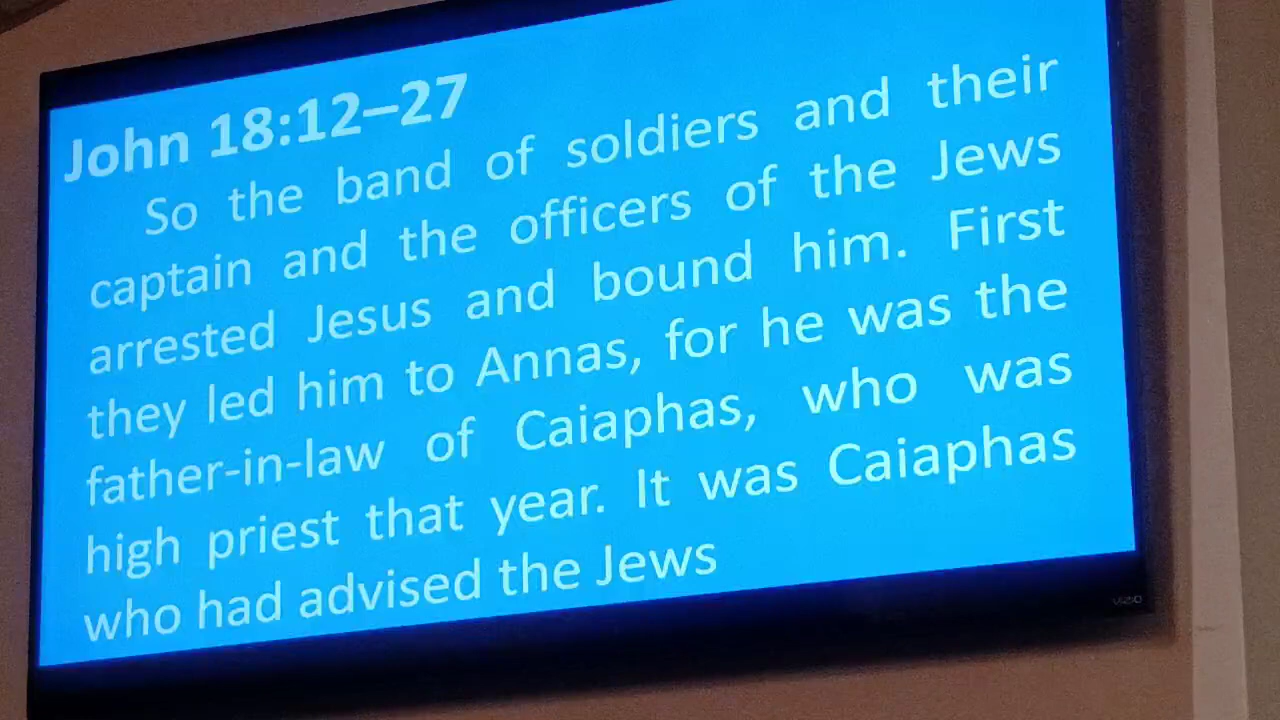 John 18:12–27
So the band of soldiers and their
captain and the officers of the Jews
arrested Jesus and bound him. First
they led him to Annas, for he was the
father-in-law of Caiaphas, who was
high priest that year. It was Caiaphas
who had advised the Jews
VIZIO